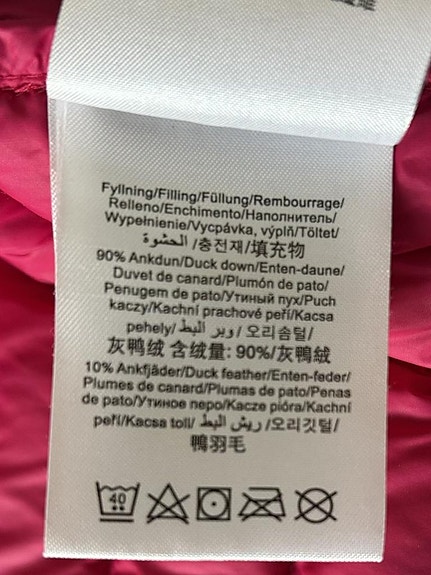 Fyllning/Filling/Füllung/Rembourrage/
Relleno/Enchimento/Наполнитель/
Wypełnienie/Vycpávka, výplň/Töltet/
الحشوة /충전재/填充物
90% Ankdun/Duck down/Enten-daune/
Duvet de canard/Plumón de pato/
Penugem de pato/Утиный пух/Puch
kaczy/Kachní prachové peří/Kacsa
pehely/ وبر البط /오리솜털/
灰鸭绒 含绒量: 90%/灰鴨絨
10% Ankfjäder/Duck feather/Enten-feder/
Plumes de canard/Plumas de pato/Penas
de pato/Утиное перо/Kacze pióra/Kachní
peří/Kacsa toll/ ريش البط /오리깃털/
鴨羽毛
40